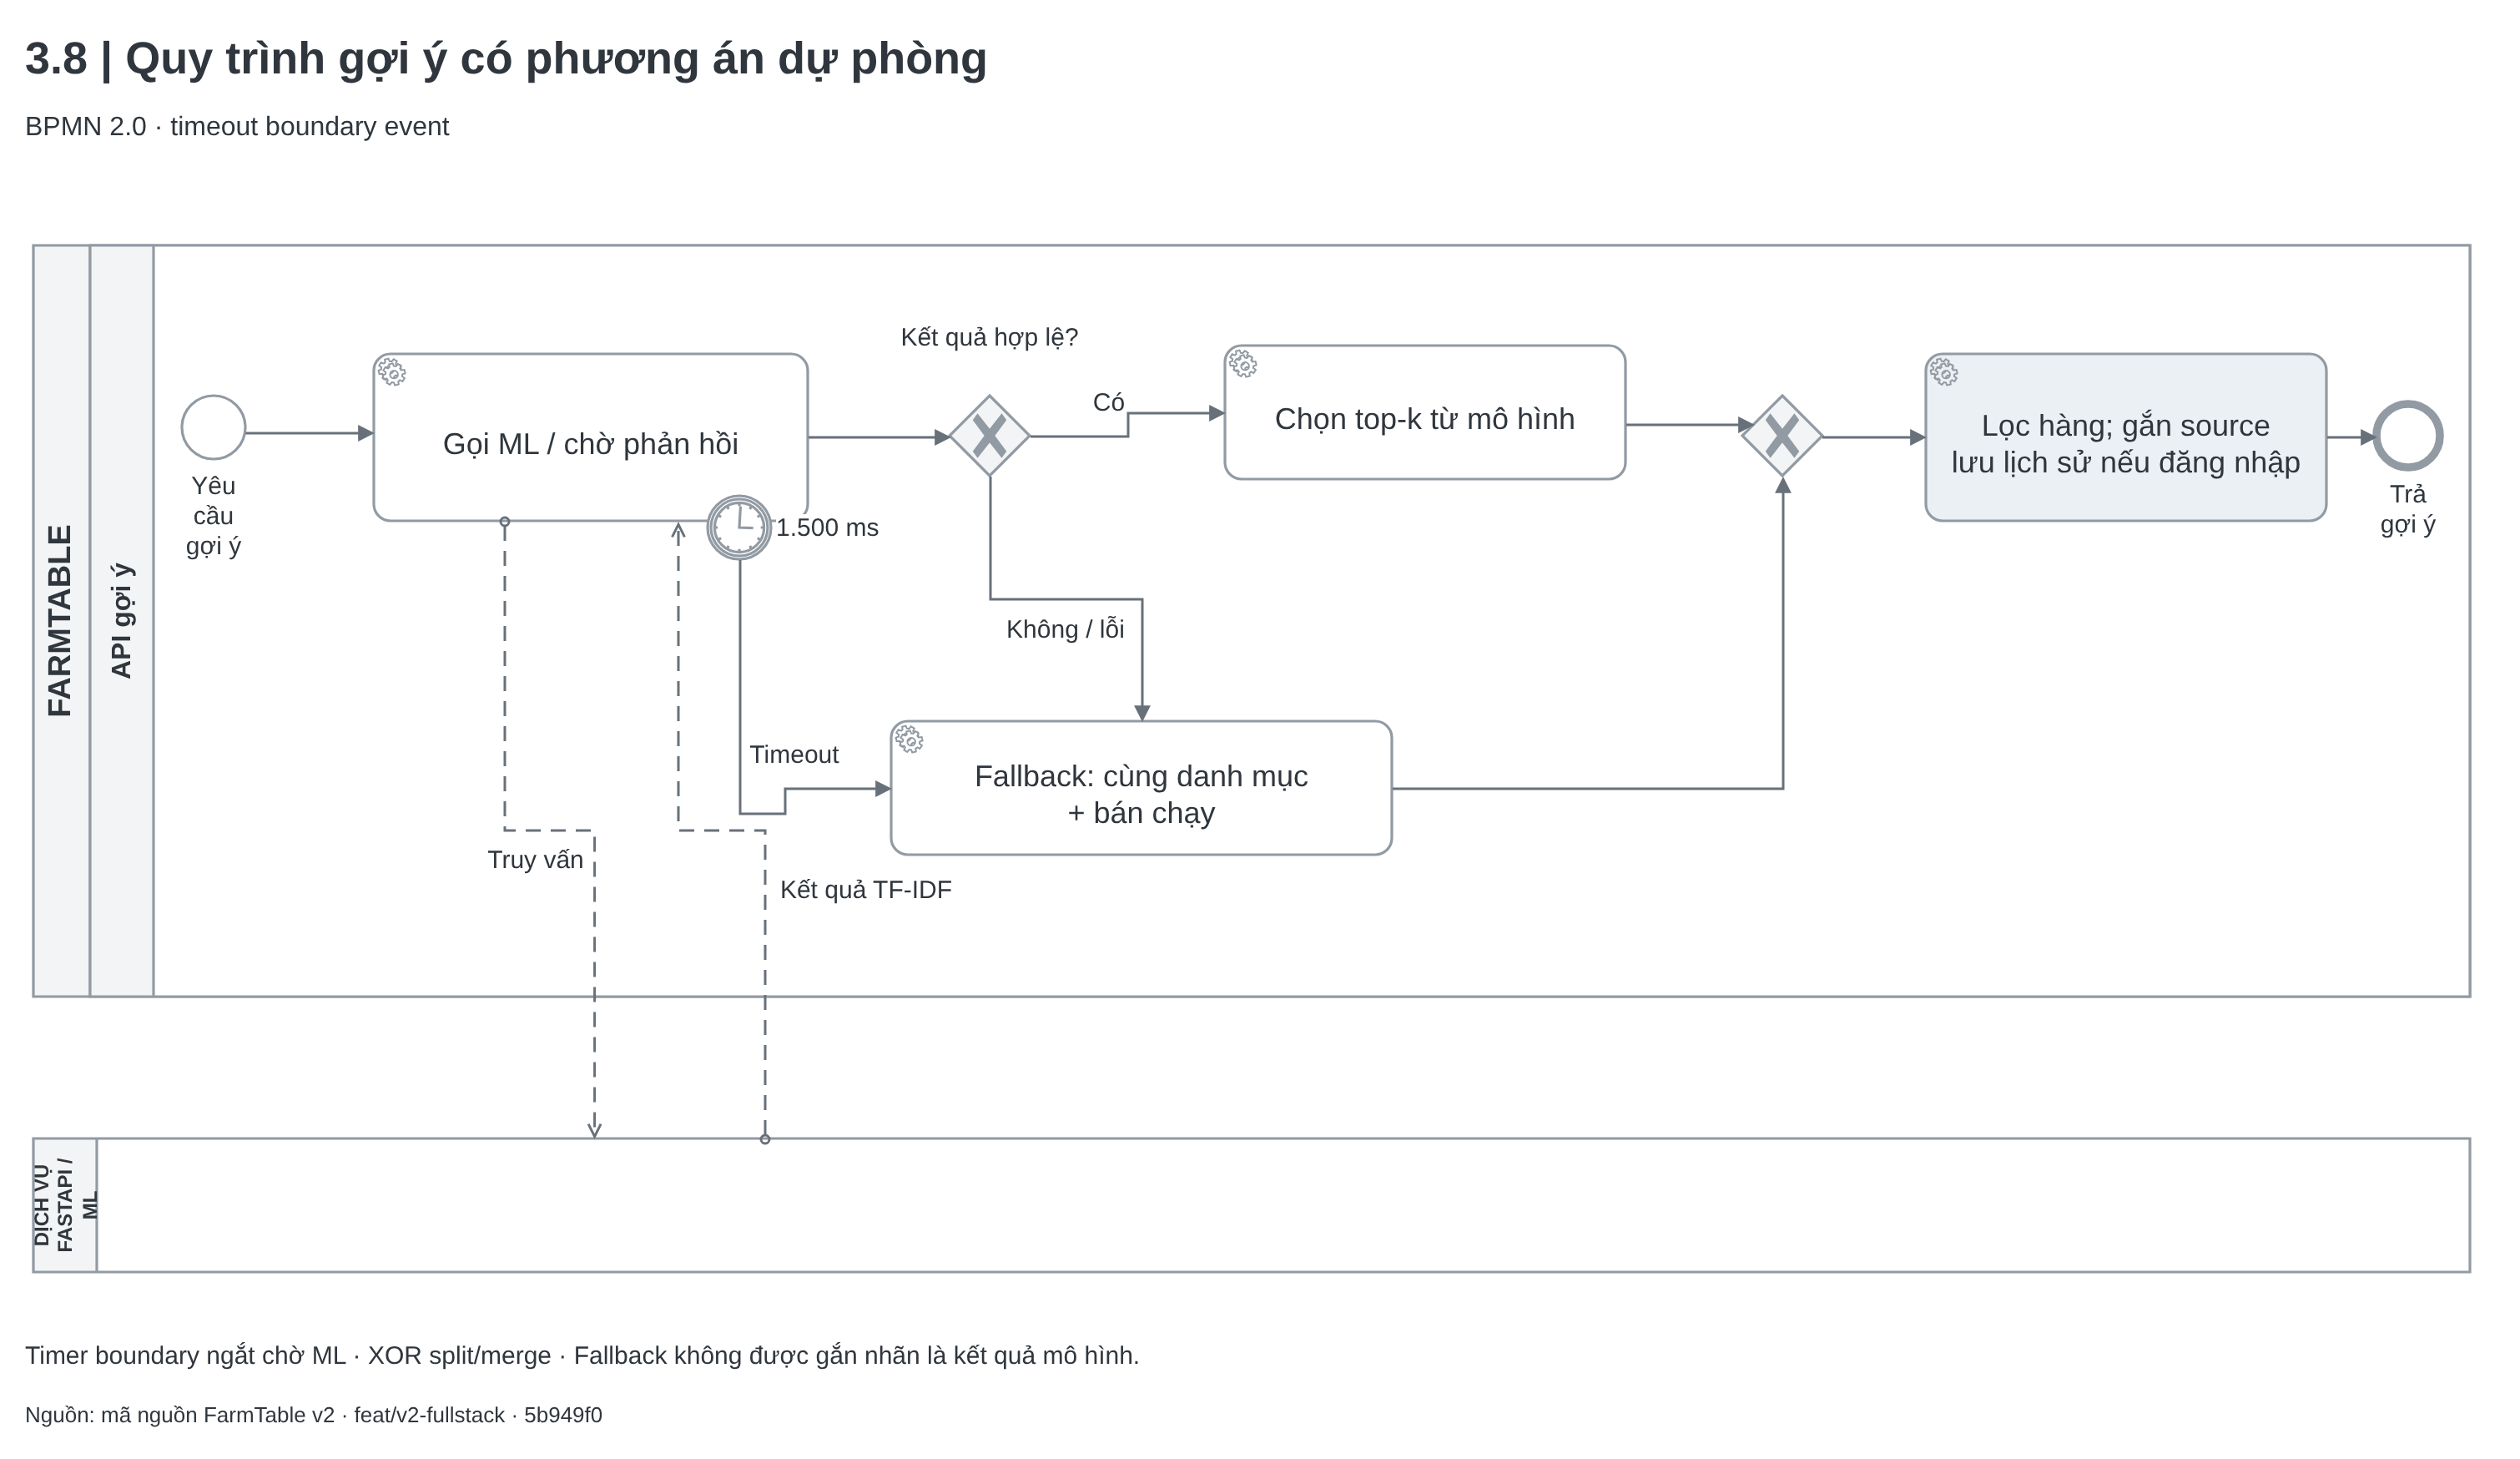 3.8 | Quy trình gợi ý có phương án dự phòng
BPMN 2.0 · timeout boundary event
FARMTABLE
API gợi ý
Yêu
cầu
gợi ý
Gọi ML / chờ phản hồi
1.500 ms
Kết quả hợp lệ?
Có
Chọn top-k từ mô hình
Lọc hàng; gắn source
lưu lịch sử nếu đăng nhập
Trả
gợi ý
Không / lỗi
Timeout
Fallback: cùng danh mục
+ bán chạy
Truy vấn
Kết quả TF-IDF
DỊCH VỤ
FASTAPI /
ML
Timer boundary ngắt chờ ML · XOR split/merge · Fallback không được gắn nhãn là kết quả mô hình.
Nguồn: mã nguồn FarmTable v2 · feat/v2-fullstack · 5b949f0